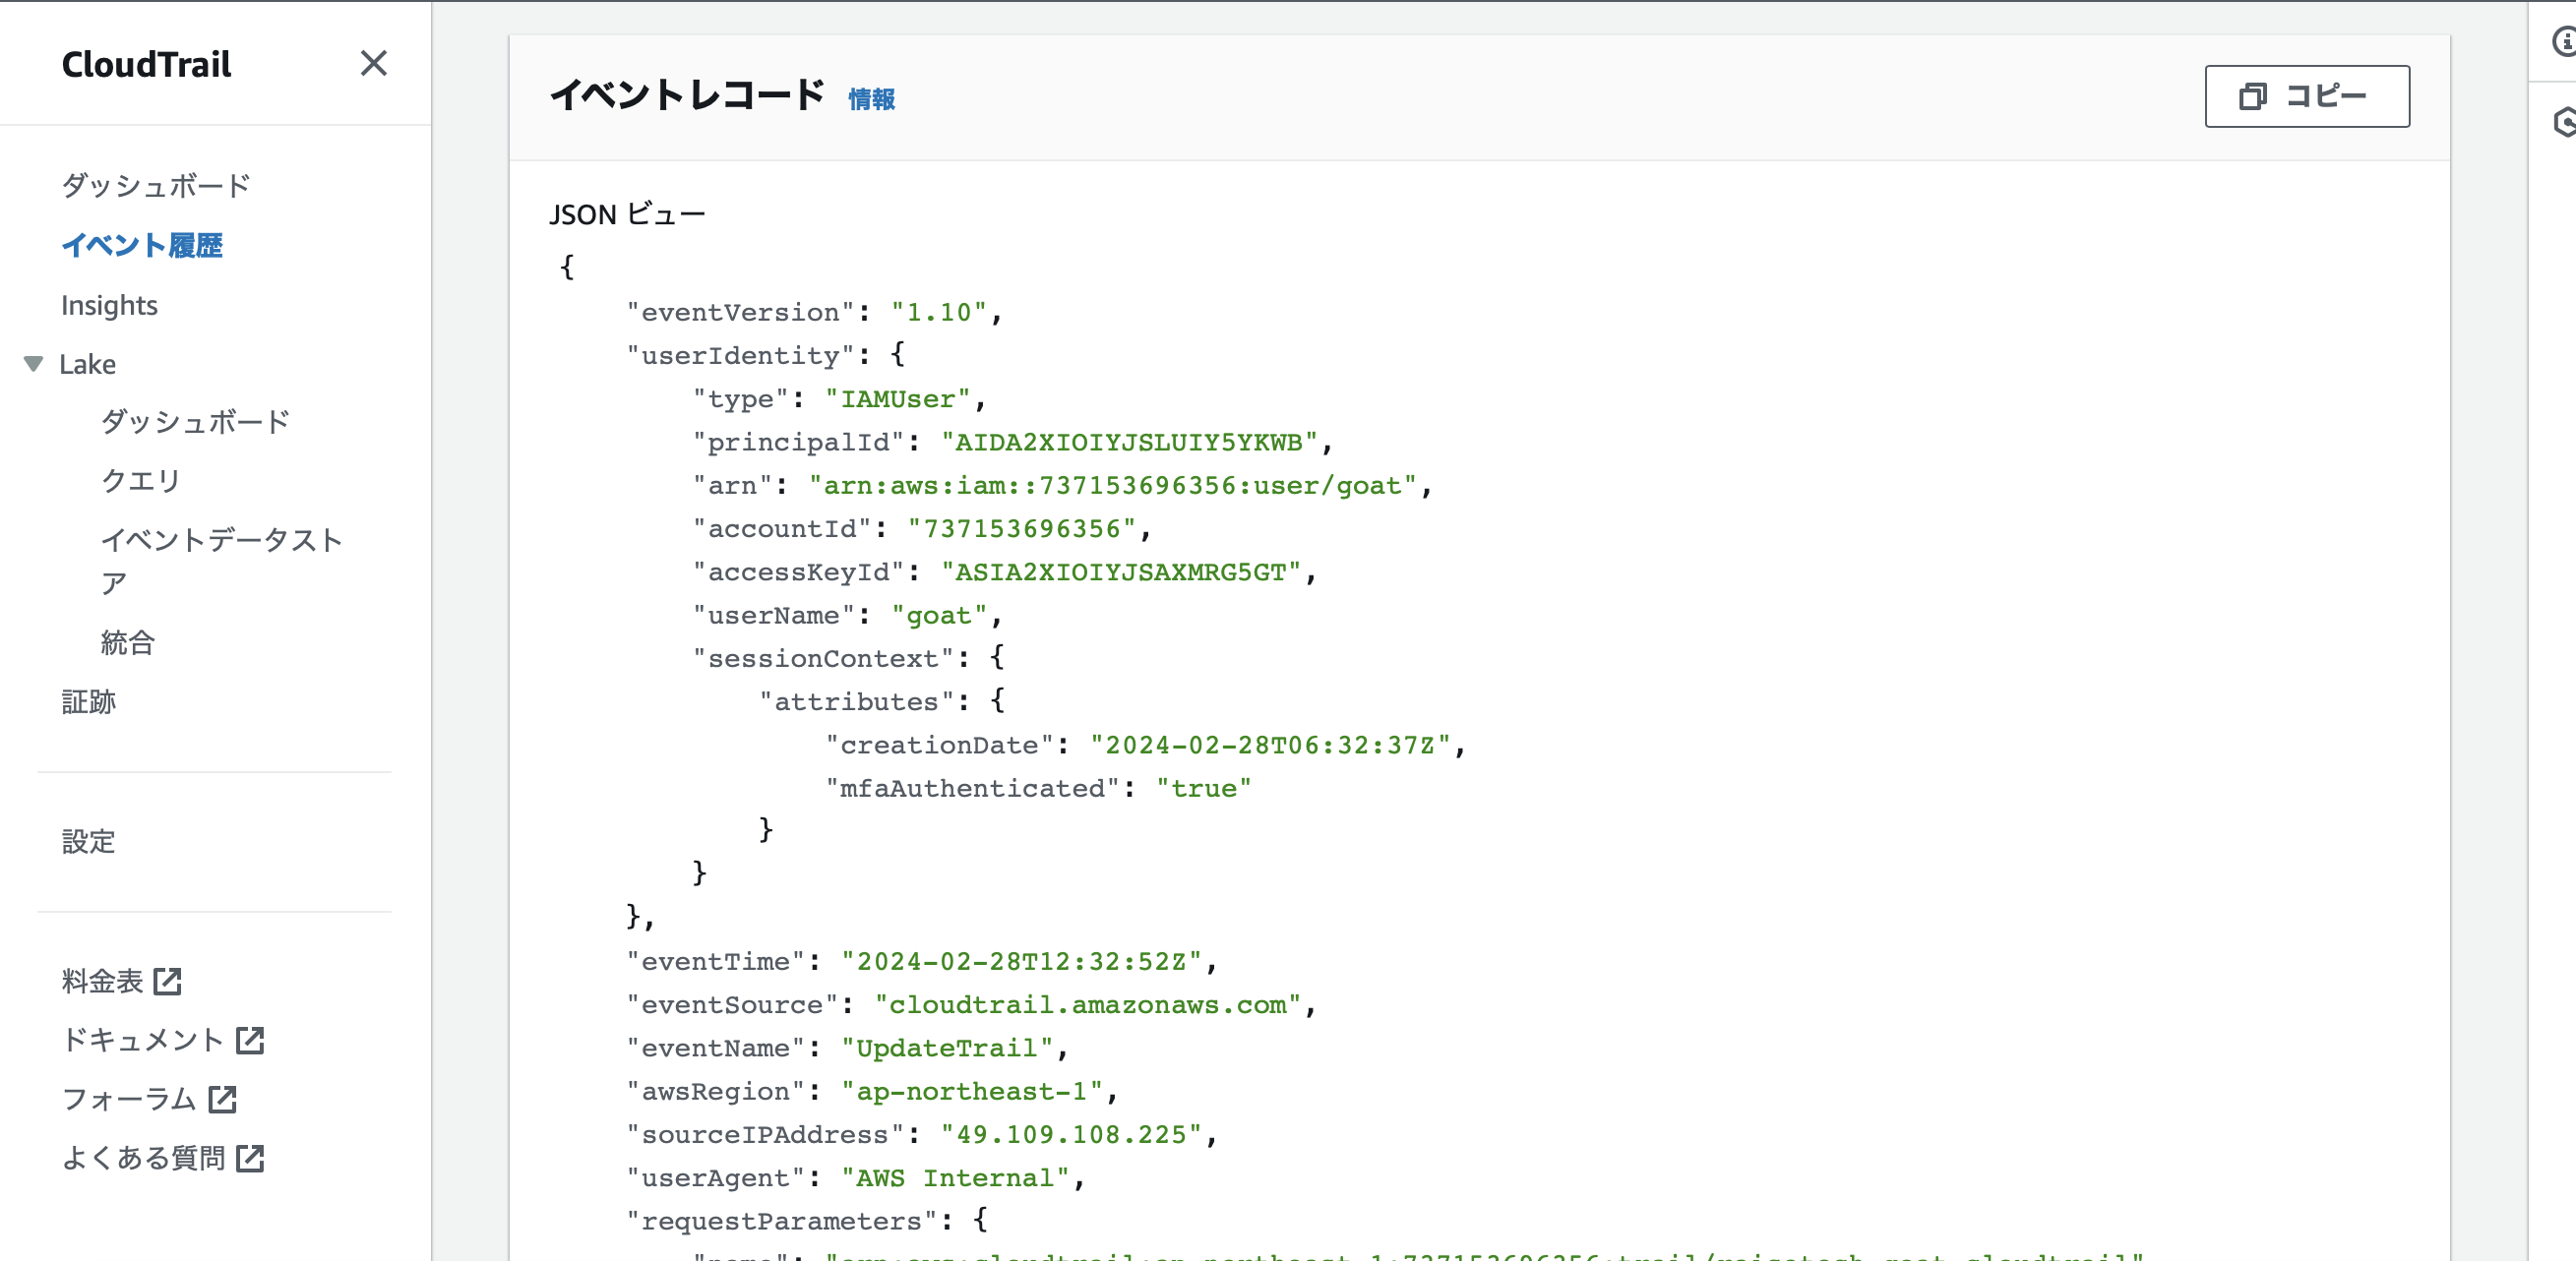 CloudTrail
ダッシュボード
イベント履歴
Insights
Lake
ダッシュボード
クエリ
イベントデータスト
ア
統合
証跡
設定
料金表
ドキュメント
フォーラム
よくある質問
イベントレコード 情報
コピー
JSON ビュー
{
"eventVersion": "1.10",
"userIdentity": {
"type": "IAMUser",
"principalId": "AIDA2XIOIYJSLUIY5YKWB",
"arn": "arn:aws:iam::737153696356:user/goat",
"accountId": "737153696356",
"accessKeyId": "ASIA2XIOIYJSAXMRG5GT",
"userName": "goat",
"sessionContext": {
"attributes": {
"creationDate": "2024-02-28T06:32:37Z",
"mfaAuthenticated": "true"
}
}
},
"eventTime": "2024-02-28T12:32:52Z",
"eventSource": "cloudtrail.amazonaws.com",
"eventName": "UpdateTrail",
"awsRegion": "ap-northeast-1",
"sourceIPAddress": "49.109.108.225",
"userAgent": "AWS Internal",
"requestParameters": {